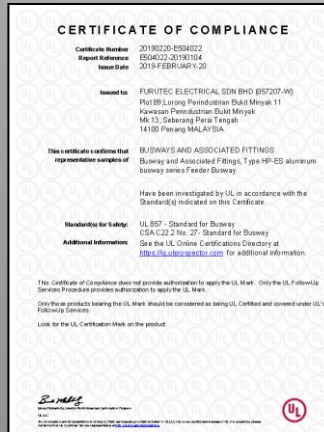 CERTIFICATE OF COMPLIANCE
Certificate Number 20190220-E504022
Report Reference E504022-20190104
Issue Date 2019-FEBRUARY-20
Issued to: FURUTEC ELECTRICAL SDN BHD (857207-W)
Plot 89, Lorong Perindustrian Bukit Minyak 11
Kawasan Perindustrian Bukit Minyak
Mk 13, Seberang Perai Tengah
14100 Penang MALAYSIA
This certificate confirms that BUSWAYS AND ASSOCIATED FITTINGS
representative samples of Busway and Associated Fittings, Type HP-ES aluminum
busway series Feeder Busway.
Have been investigated by UL in accordance with the
Standard(s) indicated on this Certificate.
Standard(s) for Safety: UL 857 - Standard for Busway
CSA C22.2 No. 27- Standard for Busway
Additional Information: See the UL Online Certifications Directory at
https://iq.ulprospector.com for additional information.
This Certificate of Compliance does not provide authorization to apply the UL Mark. Only the UL Follow-Up
Services Procedure provides authorization to apply the UL Mark.
Only those products bearing the UL Mark should be considered as being UL Certified and covered under UL's
Follow-Up Services.
Look for the UL Certification Mark on the product.
UL